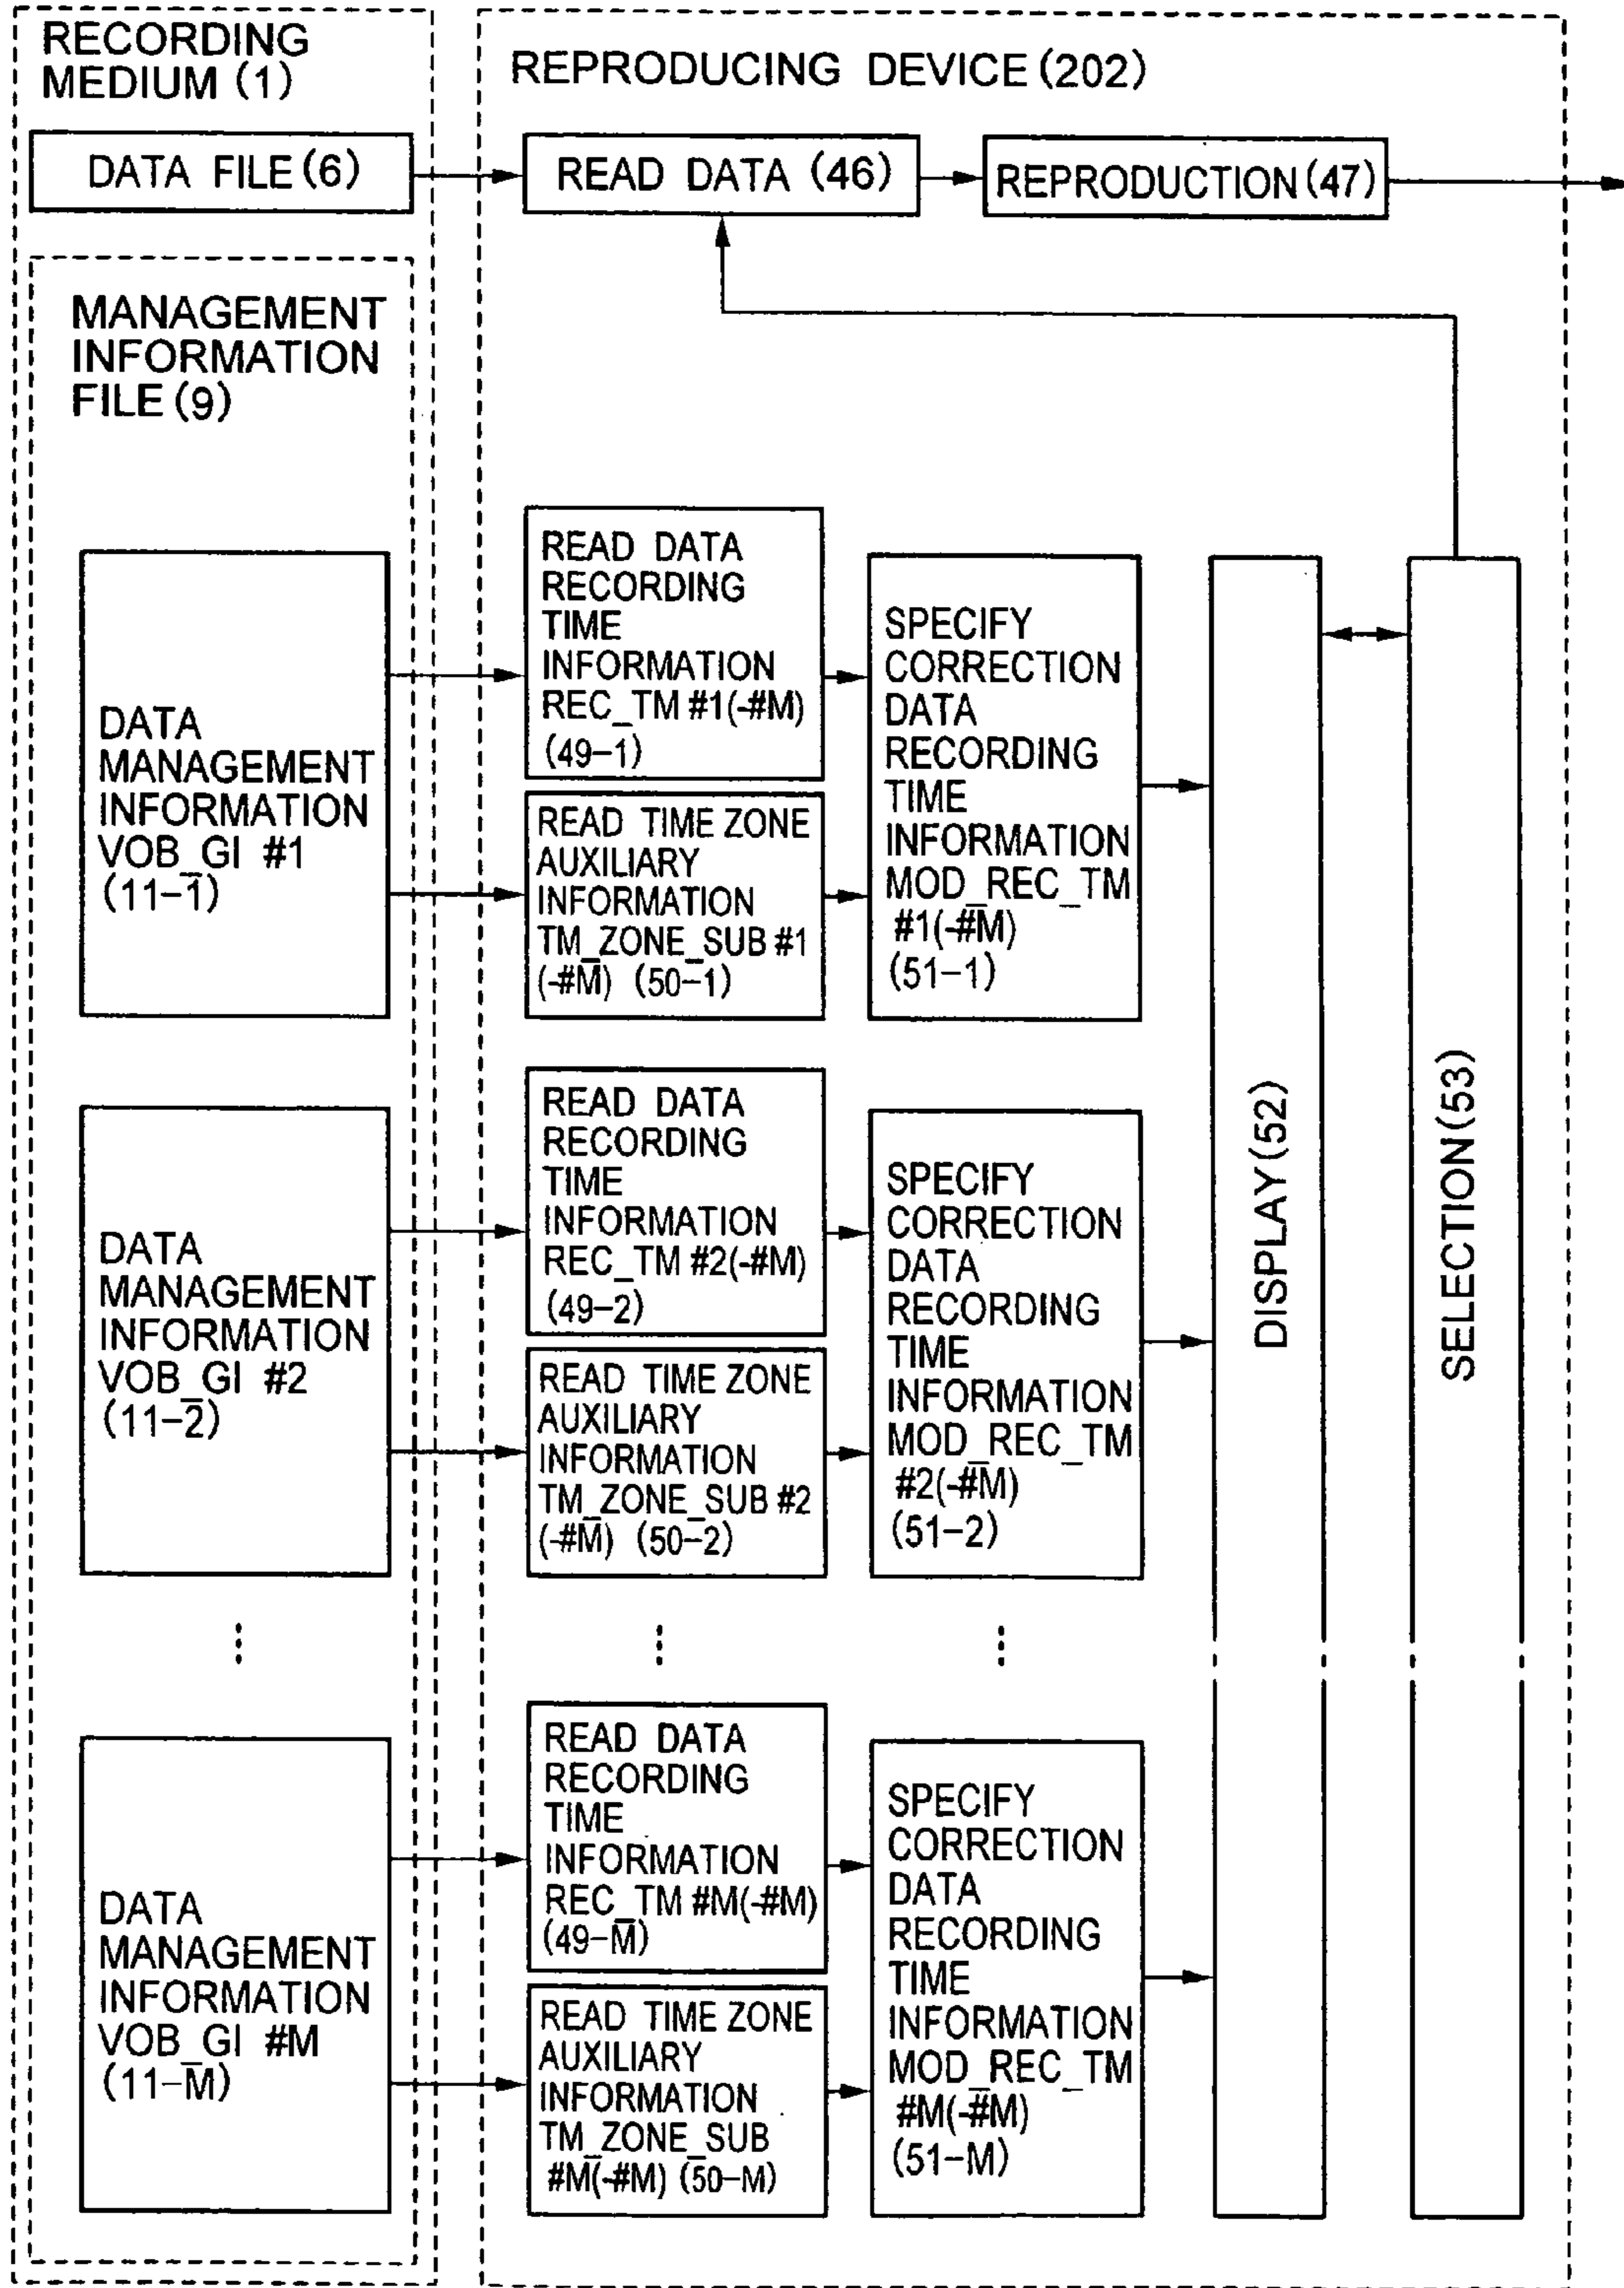 RECORDING
MEDIUM (1)
REPRODUCING DEVICE (202)
DATA FILE (6)
READ DATA (46)
REPRODUCTION (47)
MANAGEMENT
INFORMATION
FILE (9)
DATA
MANAGEMENT
INFORMATION
VOB_GI #1
(11-1)
READ DATA
RECORDING
TIME
INFORMATION
REC_TM #1(-#M)
(49-1)
READ TIME ZONE
AUXILIARY
INFORMATION
TM_ZONE_SUB #1
(-#M) (50-1)
SPECIFY
CORRECTION
DATA
RECORDING
TIME
INFORMATION
MOD_REC_TM
#1(-#M)
(51-1)
DISPLAY (52)
SELECTION (53)
DATA
MANAGEMENT
INFORMATION
VOB_GI #2
(11-2)
READ DATA
RECORDING
TIME
INFORMATION
REC_TM #2(-#M)
(49-2)
READ TIME ZONE
AUXILIARY
INFORMATION
TM_ZONE_SUB #2
(-#M) (50-2)
SPECIFY
CORRECTION
DATA
RECORDING
TIME
INFORMATION
MOD_REC_TM
#2(-#M)
(51-2)
DATA
MANAGEMENT
INFORMATION
VOB_GI #M
(11-M)
READ DATA
RECORDING
TIME
INFORMATION
REC_TM #M(-#M)
(49-M)
READ TIME ZONE
AUXILIARY
INFORMATION
TM_ZONE_SUB
#M(-#M) (50-M)
SPECIFY
CORRECTION
DATA
RECORDING
TIME
INFORMATION
MOD_REC_TM
#M(-#M)
(51-M)